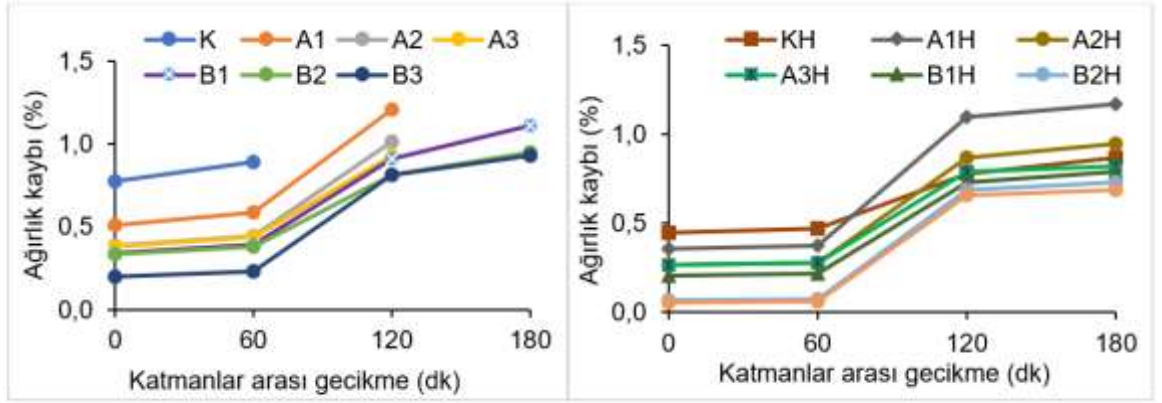 K A1 A2 A3
B1 B2 B3
1,5
1,0
0,5
0,0
Ağırlık kaybı (%)
0 60 120 180
Katmanlar arası gecikme (dk)
KH A1H A2H
A3H B1H B2H
1,5
1,0
0,5
0,0
Ağırlık kaybı (%)
0 60 120 180
Katmanlar arası gecikme (dk)